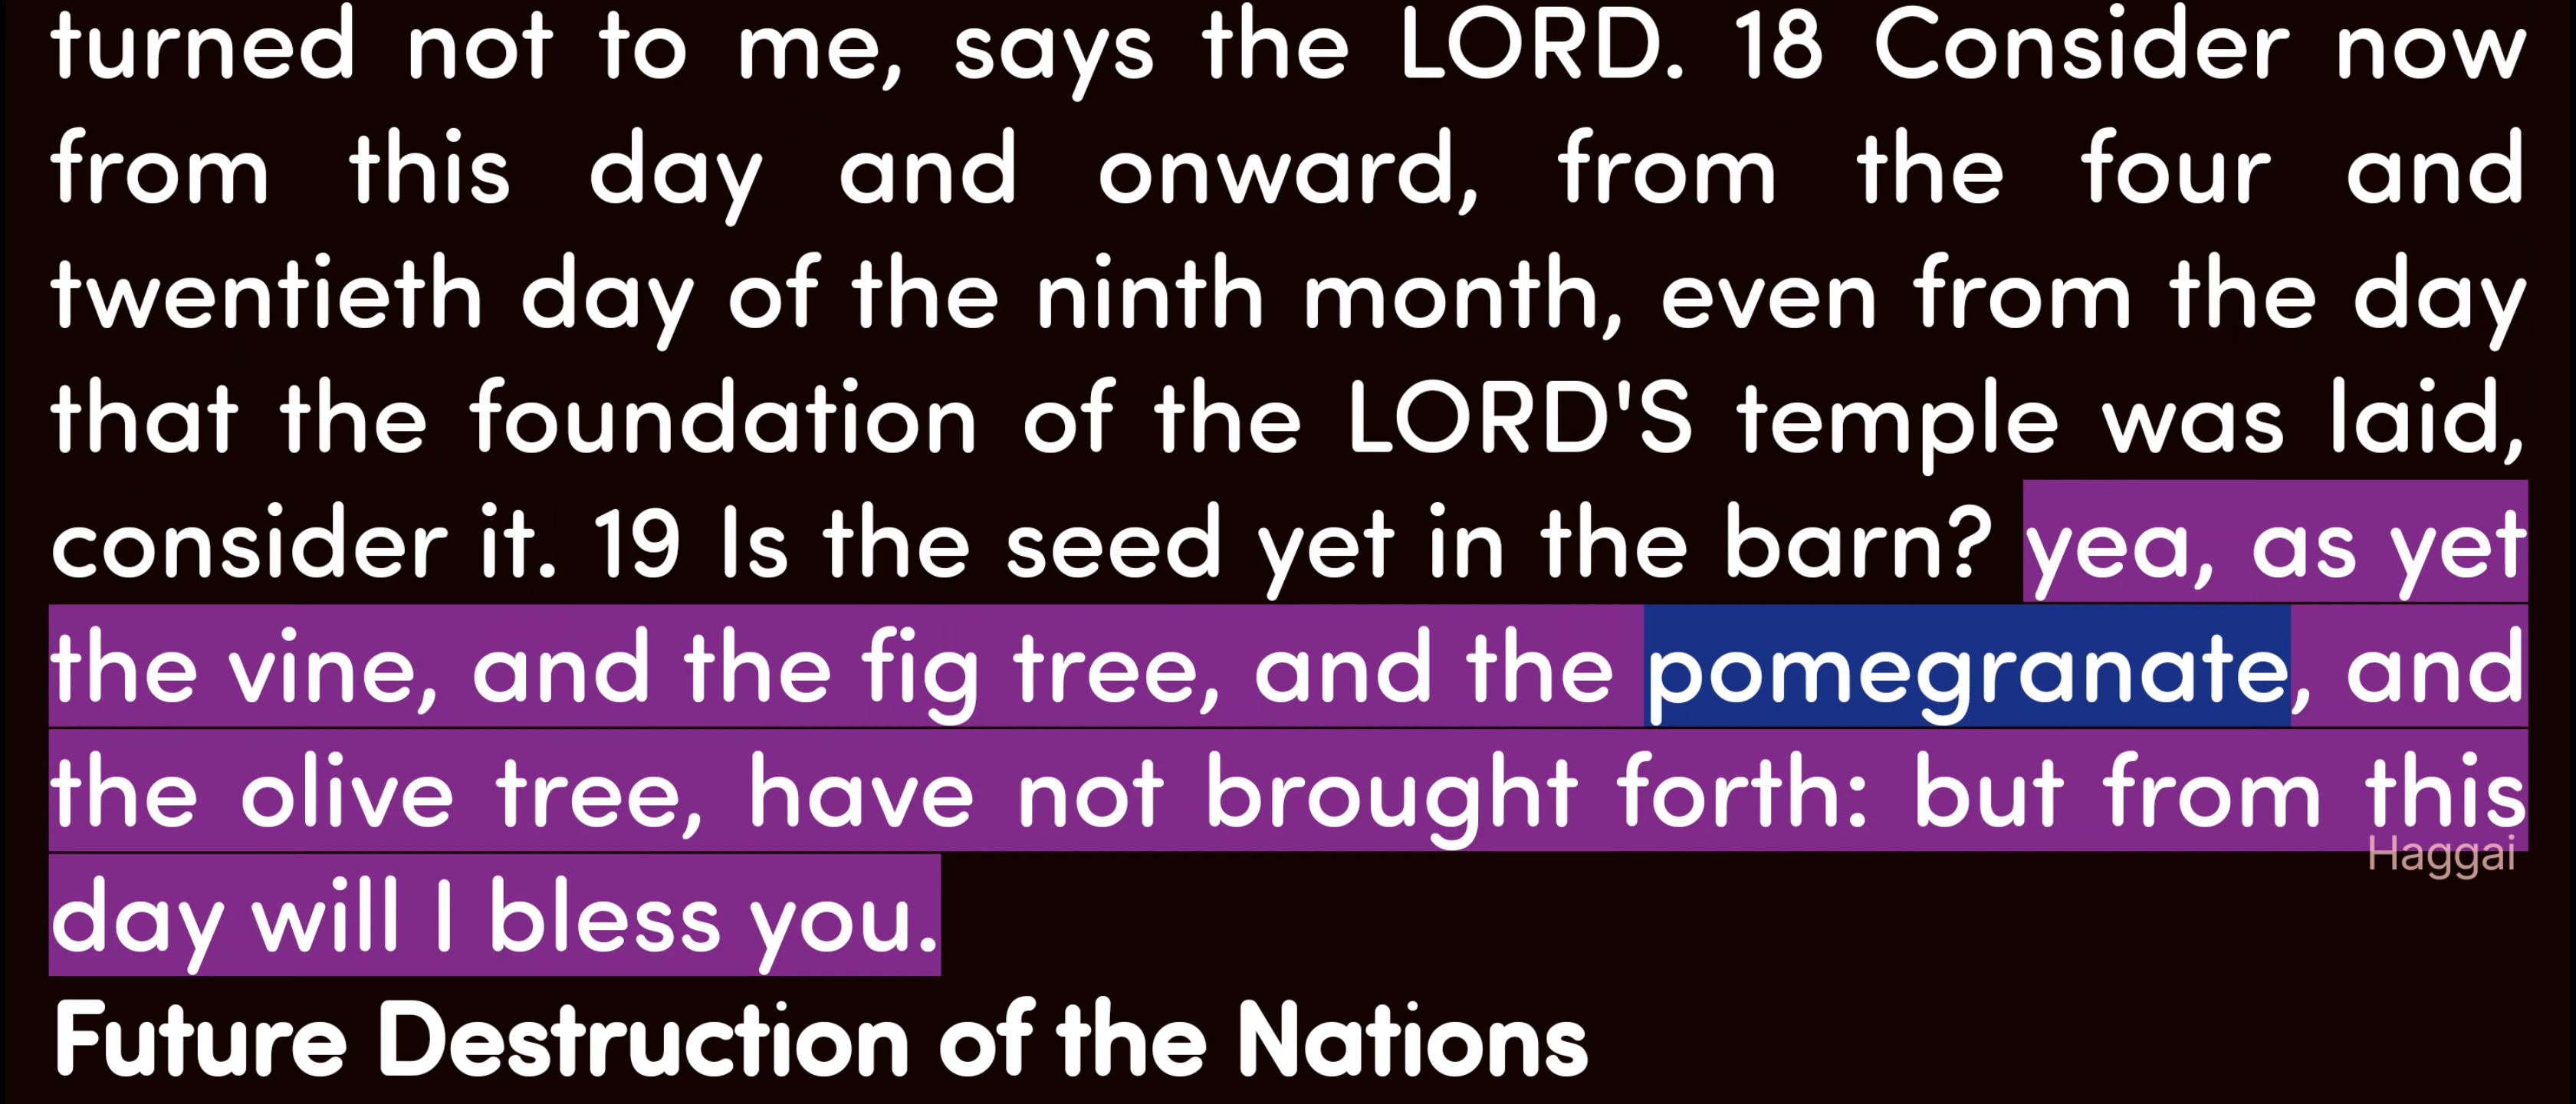 turned not to me, says the LORD. 18 Consider now
from this day and onward, from the four and
twentieth day of the ninth month, even from the day
that the foundation of the LORD'S temple was laid,
consider it. 19 Is the seed yet in the barn? yea, as yet
the vine, and the fig tree, and the pomegranate, and
the olive tree, have not brought forth: but from this
Haggai
day will I bless you.
Future Destruction of the Nations